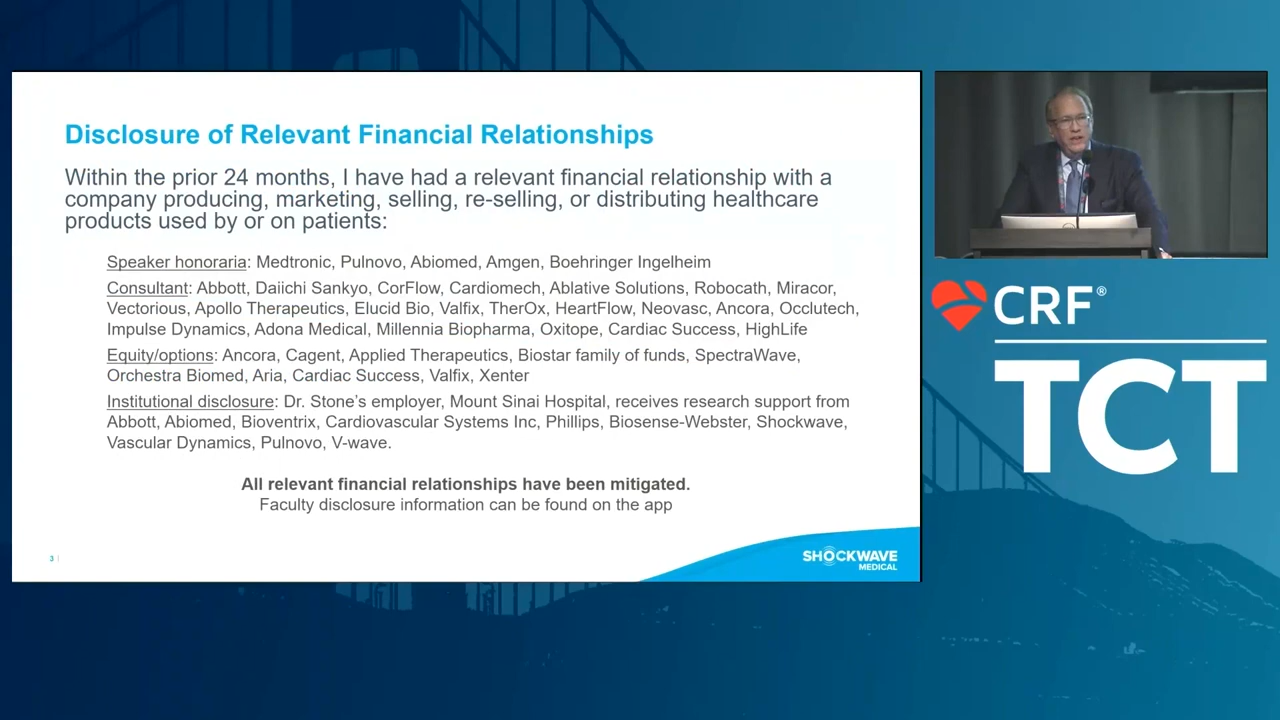 Disclosure of Relevant Financial Relationships
Within the prior 24 months, I have had a relevant financial relationship with a
company producing, marketing, selling, re-selling, or distributing healthcare
products used by or on patients:
Speaker honoraria: Medtronic, Pulnovo, Abiomed, Amgen, Boehringer Ingelheim
Consultant: Abbott, Daiichi Sankyo, CorFlow, Cardiomech, Ablative Solutions, Robocath, Miracor,
Vectorious, Apollo Therapeutics, Elucid Bio, Valfix, TherOx, HeartFlow, Neovasc, Ancora, Occlutech,
Impulse Dynamics, Adona Medical, Millennia Biopharma, Oxitope, Cardiac Success, HighLife
Equity/options: Ancora, Cagent, Applied Therapeutics, Biostar family of funds, SpectraWave,
Orchestra Biomed, Aria, Cardiac Success, Valfix, Xenter
Institutional disclosure: Dr. Stone's employer, Mount Sinai Hospital, receives research support from
Abbott, Abiomed, Bioventrix, Cardiovascular Systems Inc, Phillips, Biosense-Webster, Shockwave,
Vascular Dynamics, Pulnovo, V-wave.
All relevant financial relationships have been mitigated.
Faculty disclosure information can be found on the app
3 |
SHOCKWAVE
MEDICAL
CRF®
TCT